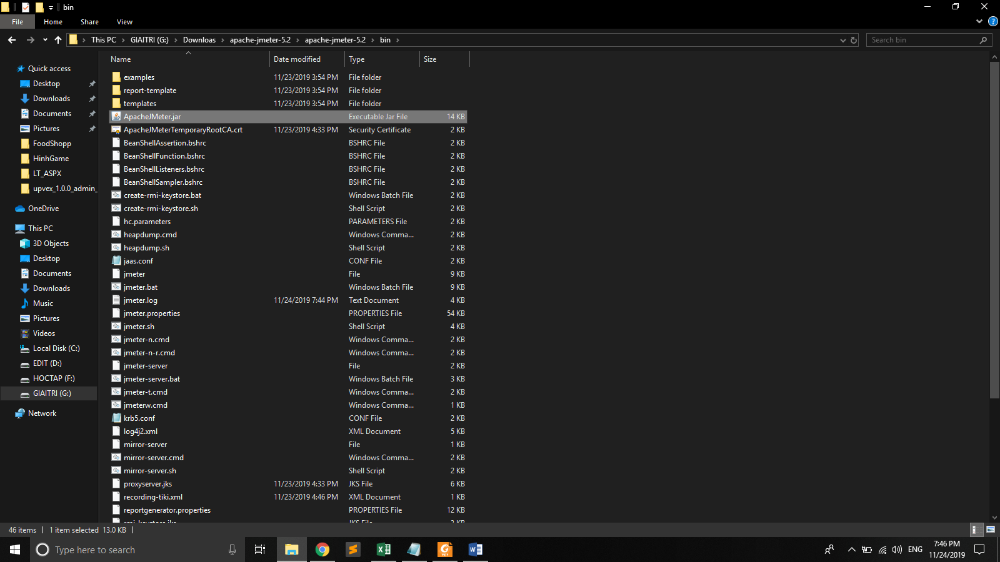 bin
File Home Share View
This PC GIAITRI (G:) Downloas apache-jmeter-5.2 apache-jmeter-5.2 bin
Search bin
Name Date modified Type Size
Quick access
Desktop
Downloads
Documents
Pictures
FoodShopp
HinhGame
LT_ASPX
upvex_1.0.0_admin_
OneDrive
This PC
3D Objects
Desktop
Documents
Downloads
Music
Pictures
Videos
Local Disk (C:)
EDIT (D:)
HOCTAP (F:)
GIAITRI (G:)
Network
examples 11/23/2019 3:54 PM File folder
report-template 11/23/2019 3:54 PM File folder
templates 11/23/2019 3:54 PM File folder
ApacheJMeter.jar Executable Jar File 14 KB
ApacheJMeterTemporaryRootCA.crt 11/23/2019 4:33 PM Security Certificate 2 KB
BeanShellAssertion.bshrc BSHRC File 2 KB
BeanShellFunction.bshrc BSHRC File 2 KB
BeanShellListeners.bshrc BSHRC File 2 KB
BeanShellSampler.bshrc BSHRC File 2 KB
create-rmi-keystore.bat Windows Batch File 2 KB
create-rmi-keystore.sh Shell Script 2 KB
hc.parameters PARAMETERS File 2 KB
heapdump.cmd Windows Comma... 2 KB
heapdump.sh Shell Script 2 KB
jaas.conf CONF File 2 KB
jmeter File 9 KB
jmeter.bat Windows Batch File 9 KB
jmeter.log 11/24/2019 7:44 PM Text Document 4 KB
jmeter.properties PROPERTIES File 54 KB
jmeter.sh Shell Script 4 KB
jmeter-n.cmd Windows Comma... 2 KB
jmeter-n-r.cmd Windows Comma... 2 KB
jmeter-server File 2 KB
jmeter-server.bat Windows Batch File 3 KB
jmeter-t.cmd Windows Comma... 2 KB
jmeterw.cmd Windows Comma... 1 KB
krb5.conf CONF File 2 KB
log4j2.xml XML Document 5 KB
mirror-server File 1 KB
mirror-server.cmd Windows Comma... 2 KB
mirror-server.sh Shell Script 2 KB
proxyserver.jks 11/23/2019 4:33 PM JKS File 6 KB
recording-tiki.xml 11/23/2019 4:46 PM XML Document 1 KB
reportgenerator.properties PROPERTIES File 12 KB
46 items 1 item selected 13.0 KB
Type here to search
ENG
7:46 PM
11/24/2019